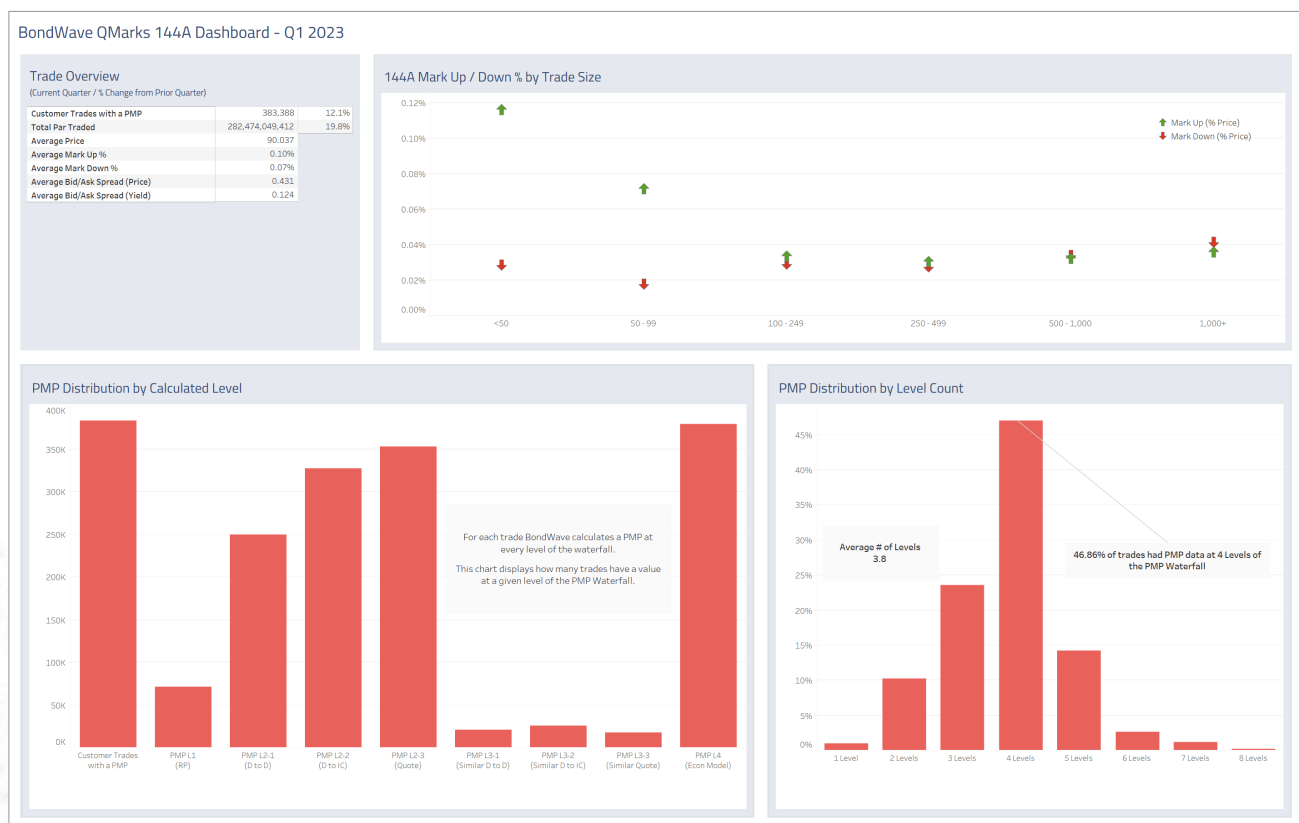 BondWave QMarks 144A Dashboard - Q1 2023
Trade Overview
(Current Quarter / % Change from Prior Quarter)
Customer Trades with a PMP 383,388 12.1%
Total Par Traded 282,474,049,412 19.8%
Average Price 90.037
Average Mark Up % 0.10%
Average Mark Down % 0.07%
Average Bid/Ask Spread (Price) 0.431
Average Bid/Ask Spread (Yield) 0.124
144A Mark Up / Down % by Trade Size
0.12%
0.10%
0.08%
0.06%
0.04%
0.02%
0.00%
Mark Up (% Price)
Mark Down (% Price)
<50 50 - 99 100 - 249 250 - 499 500 - 1,000 1,000+
PMP Distribution by Calculated Level
400K
350K
300K
250K
200K
150K
100K
50K
0K
For each trade BondWave calculates a PMP at
every level of the waterfall.
This chart displays how many trades have a value
at a given level of the PMP Waterfall.
Customer Trades PMP L1 PMP L2-1 PMP L2-2 PMP L2-3 PMP L3-1 PMP L3-2 PMP L3-3 PMP L4
with a PMP (RP) (D to D) (D to IC) (Quote) (Similar D to D) (Similar D to IC) (Similar Quote) (Econ Model)
PMP Distribution by Level Count
45%
40%
35%
30%
25%
20%
15%
10%
5%
0%
Average # of Levels
3.8
46.86% of trades had PMP data at 4 Levels of
the PMP Waterfall
1 Level 2 Levels 3 Levels 4 Levels 5 Levels 6 Levels 7 Levels 8 Levels